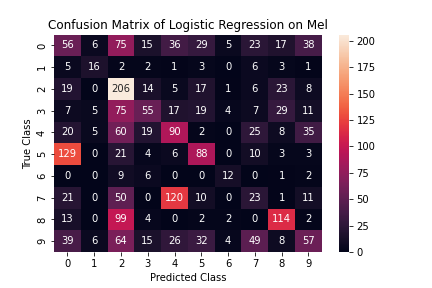 Confusion Matrix of Logistic Regression on Mel
0 56 6 75 15 36 29 5 23 17 38
1 5 16 2 2 1 3 0 6 3 1
2 19 0 206 14 5 17 1 6 23 8
3 7 5 75 55 17 19 4 7 29 11
4 20 5 60 19 90 2 0 25 8 35
5 129 0 21 4 6 88 0 10 3 3
6 0 0 9 6 0 0 12 0 1 2
7 21 0 50 0 120 10 0 23 1 11
8 13 0 99 4 0 2 2 0 114 2
9 39 6 64 15 26 32 4 49 8 57
0 1 2 3 4 5 6 7 8 9
Predicted Class
True Class
200
175
150
125
100
75
50
25
0